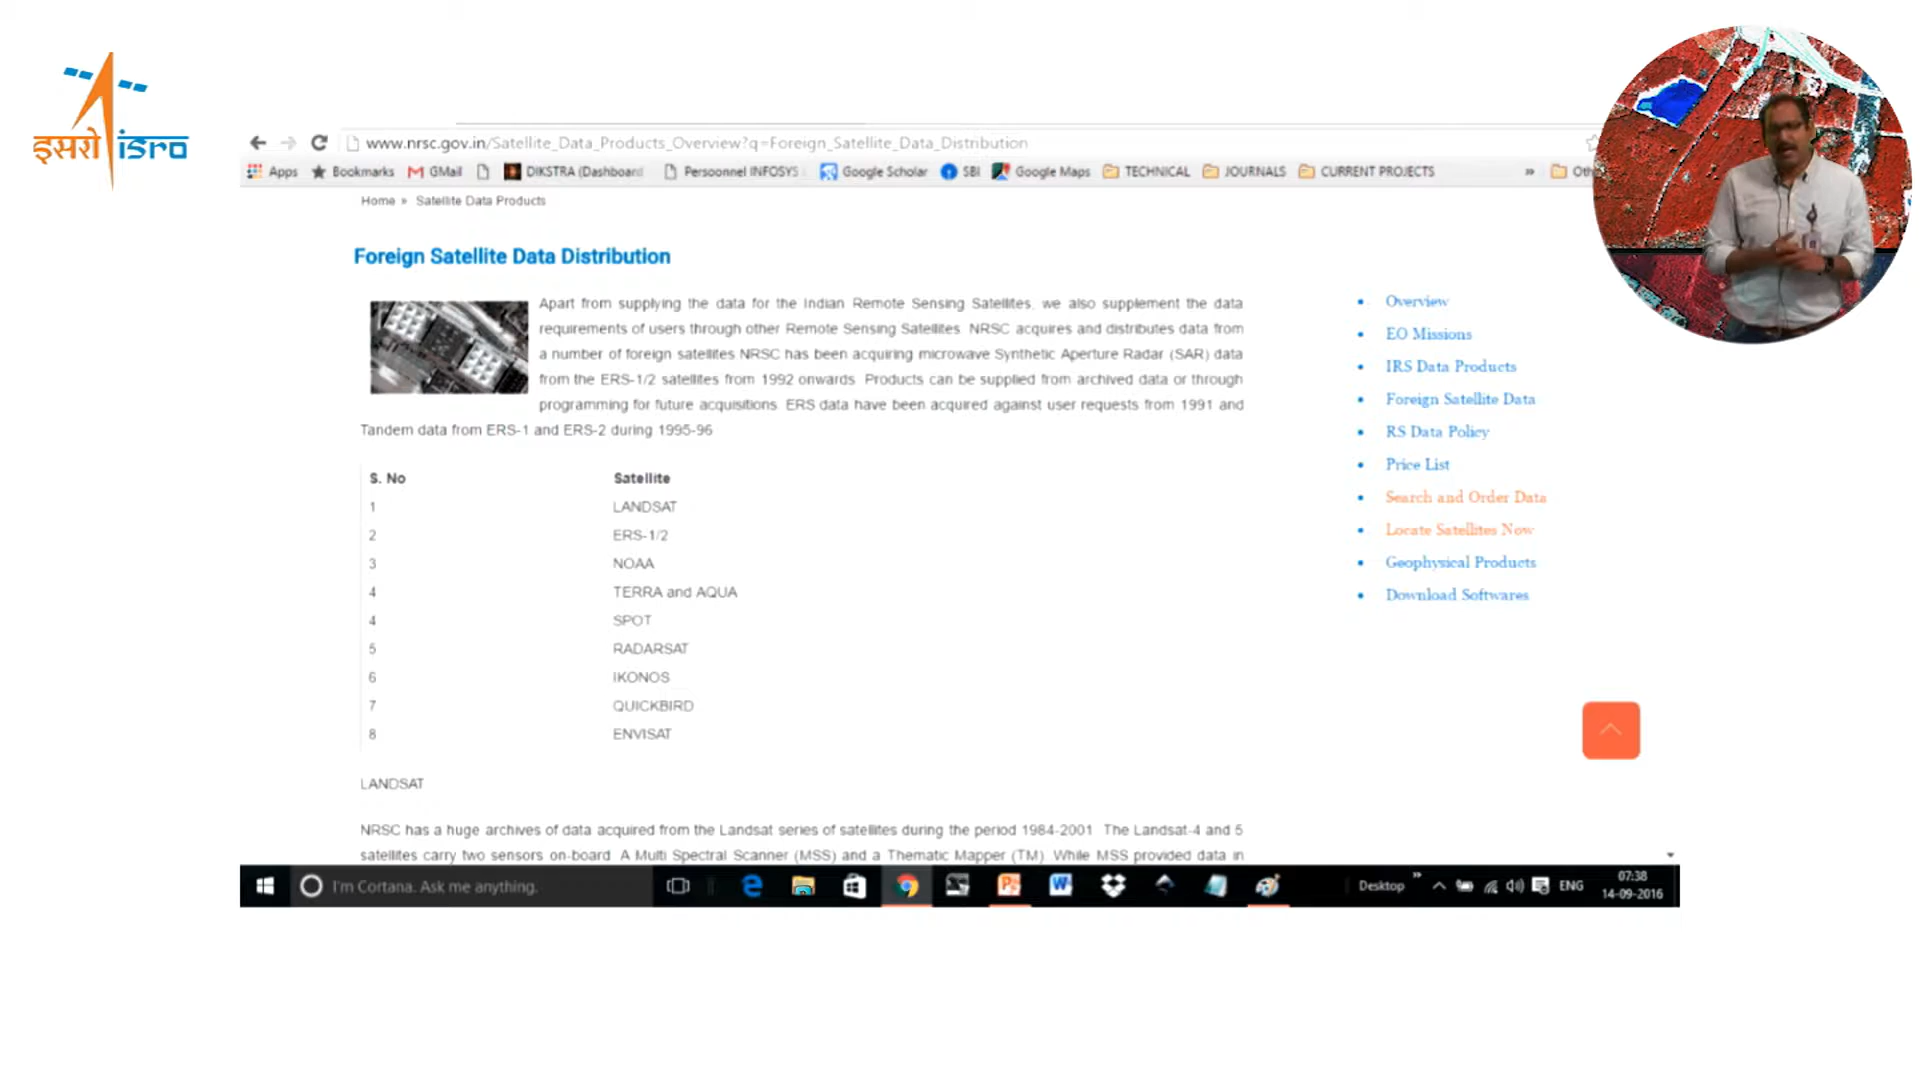 इसरो isro
www.nrsc.gov.in/Satellite_Data_Products_Overview?q=Foreign_Satellite_Data_Distribution
Apps Bookmarks GMail DIKSTRA (Dashboard Persoonnel INFOSYS Google Scholar SBI Google Maps TECHNICAL JOURNALS CURRENT PROJECTS » Oth
Home » Satellite Data Products
Foreign Satellite Data Distribution
Apart from supplying the data for the Indian Remote Sensing Satellites, we also supplement the data
requirements of users through other Remote Sensing Satellites. NRSC acquires and distributes data from
a number of foreign satellites NRSC has been acquiring microwave Synthetic Aperture Radar (SAR) data
from the ERS-1/2 satellites from 1992 onwards. Products can be supplied from archived data or through
programming for future acquisitions. ERS data have been acquired against user requests from 1991 and
Tandem data from ERS-1 and ERS-2 during 1995-96
S. No Satellite
1 LANDSAT
2 ERS-1/2
3 NOAA
4 TERRA and AQUA
4 SPOT
5 RADARSAT
6 IKONOS
7 QUICKBIRD
8 ENVISAT
LANDSAT
NRSC has a huge archives of data acquired from the Landsat series of satellites during the period 1984-2001. The Landsat-4 and 5
satellites carry two sensors on-board. A Multi Spectral Scanner (MSS) and a Thematic Mapper (TM). While MSS provided data in
Overview
EO Missions
IRS Data Products
Foreign Satellite Data
RS Data Policy
Price List
Search and Order Data
Locate Satellites Now
Geophysical Products
Download Softwares
I'm Cortana. Ask me anything.
Desktop » ENG
07:38
14-09-2016